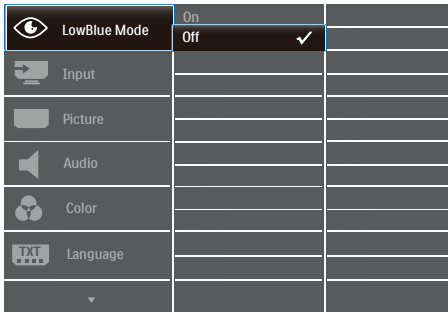 LowBlue Mode
On
Off
Input
Picture
Audio
Color
TXT
Language